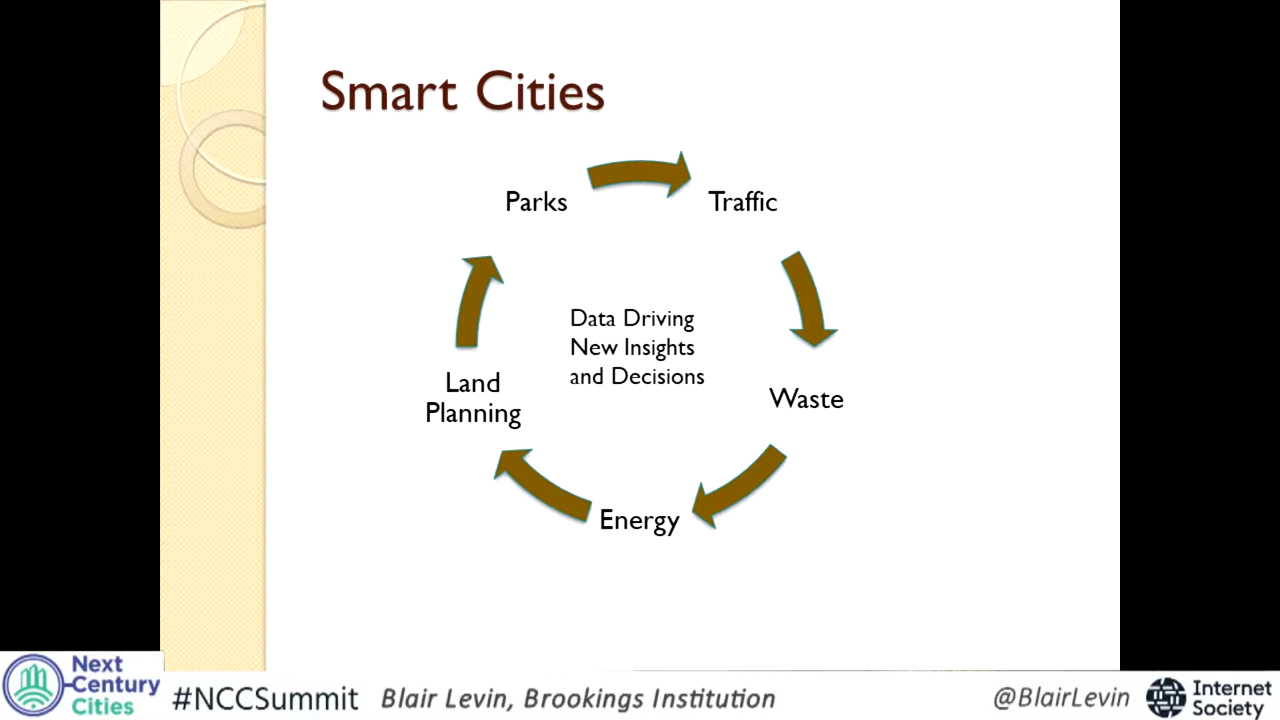 Smart Cities
Parks
Traffic
Data Driving
New Insights
and Decisions
Land
Planning
Waste
Energy
Next
Century
Cities
#NCCSummit
Blair Levin, Brookings Institution
@BlairLevin
Internet
Society